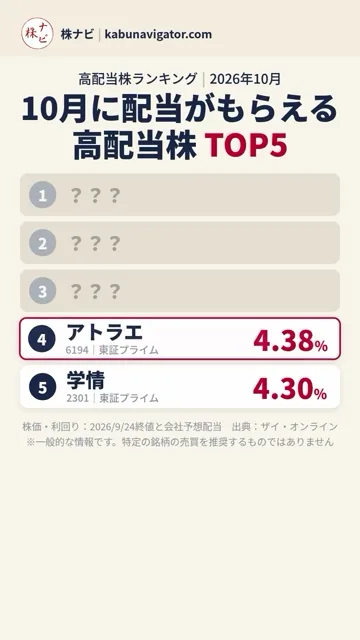 株ナビ
株ナビ | kabunavigator.com
高配当株ランキング | 2026年10月
10月に配当がもらえる
高配当株 TOP5
1 ？？？
2 ？？？
3 ？？？
4 アトラエ 4.38%
6194 | 東証プライム
5 学情 4.30%
2301 | 東証プライム
株価・利回り：2026/9/24終値と会社予想配当　出典：ザイ・オンライン
※一般的な情報です。特定の銘柄の売買を推奨するものではありません